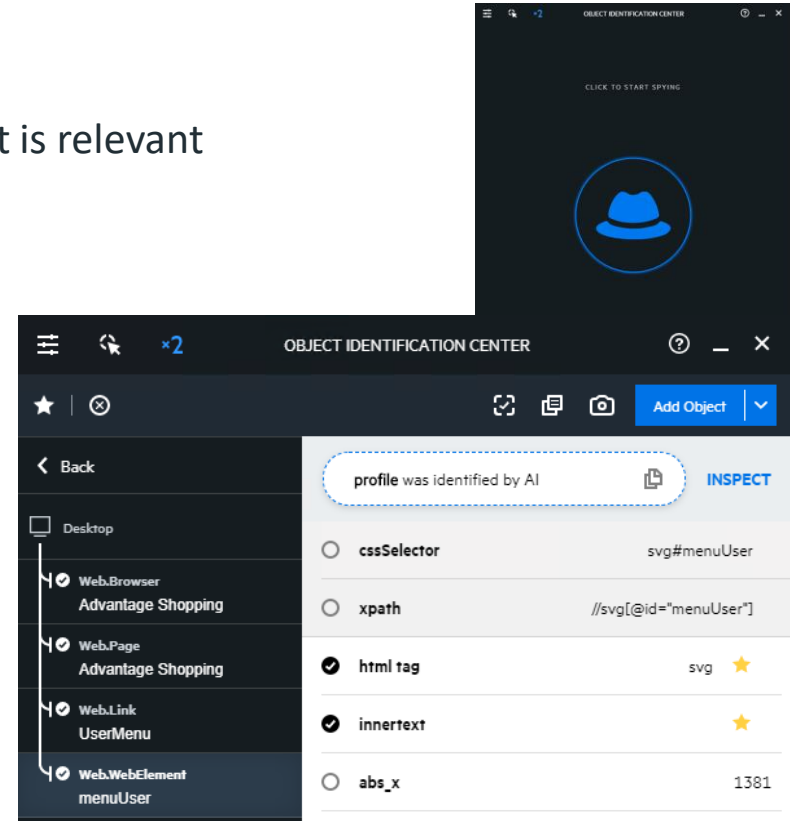 ×2 OBJECT IDENTIFICATION CENTER
CLICK TO START SPYING
t is relevant
×2 OBJECT IDENTIFICATION CENTER
Add Object
Back
profile was identified by AI INSPECT
Desktop
cssSelector svg#menuUser
Web.Browser
Advantage Shopping
xpath //svg[@id="menuUser"]
Web.Page
Advantage Shopping
html tag svg
Web.Link
UserMenu
innertext
Web.WebElement
menuUser
abs_x 1381